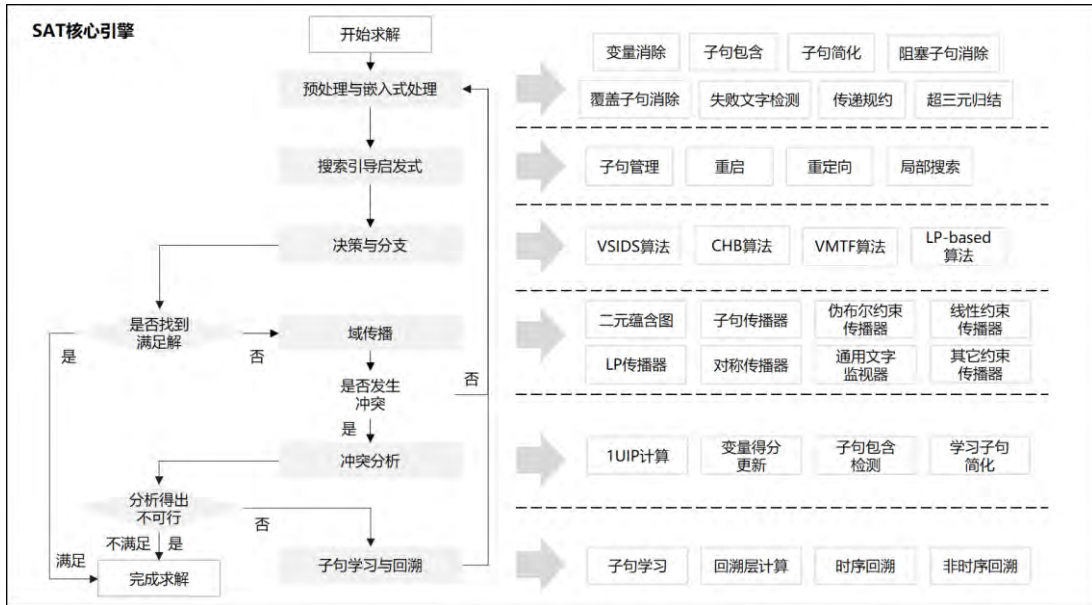 SAT核心引擎
开始求解
预处理与嵌入式处理
变量消除
子句包含
子句简化
阻塞子句消除
覆盖子句消除
失败文字检测
传递规约
超三元归结
搜索引导启发式
子句管理
重启
重定向
局部搜索
决策与分支
VSIDS算法
CHB算法
VMTF算法
LP-based
算法
是否找到
满足解
是
否
域传播
二元蕴含图
子句传播器
伪布尔约束
传播器
线性约束
传播器
LP传播器
对称传播器
通用文字
监视器
其它约束
传播器
是否发生
冲突
否
是
冲突分析
1UIP计算
变量得分
更新
子句包含
检测
学习子句
简化
分析得出
不可行
否
不满足
是
满足
完成求解
子句学习与回溯
子句学习
回溯层计算
时序回溯
非时序回溯